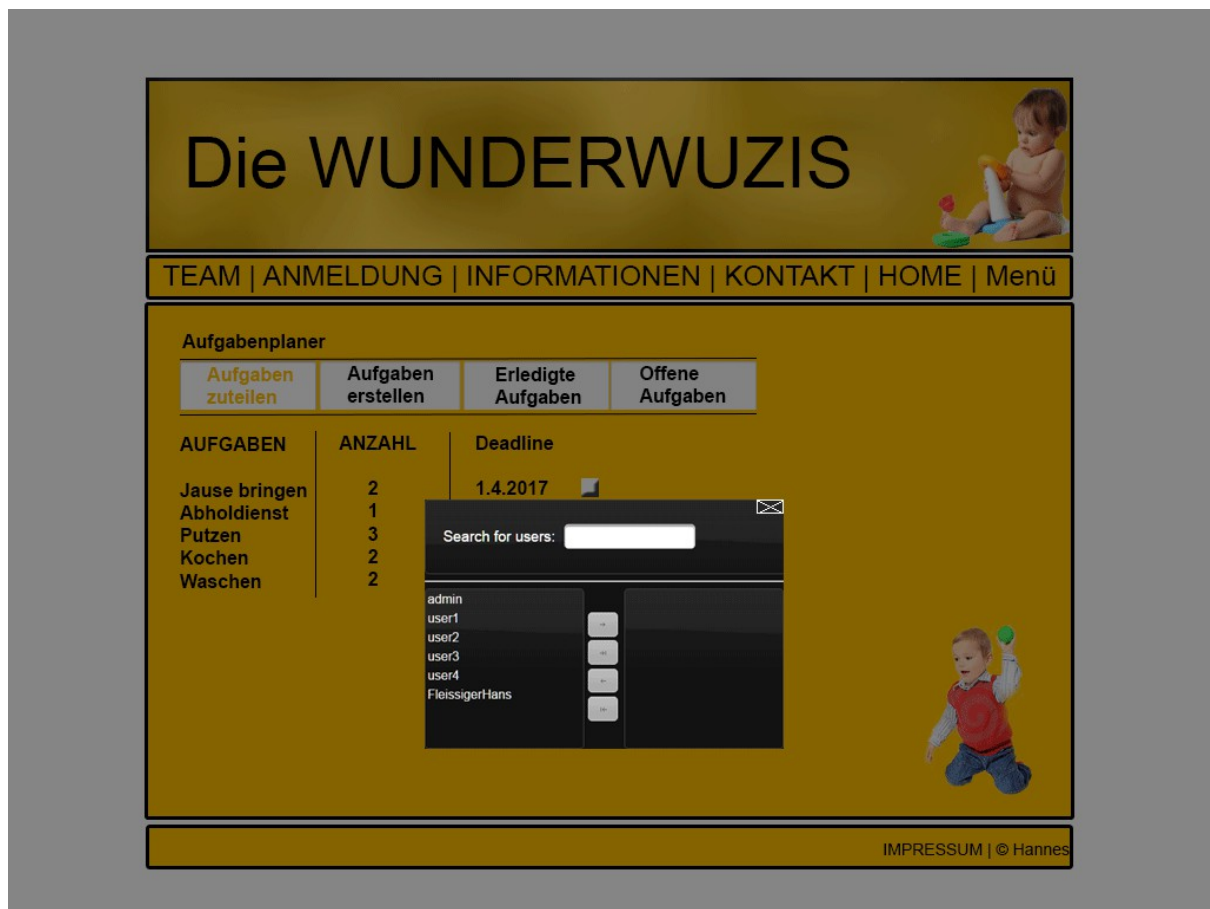 Die WUNDERWUZIS
TEAM | ANMELDUNG | INFORMATIONEN | KONTAKT | HOME | Menü
Aufgabenplaner
Aufgaben zuteilen
Aufgaben erstellen
Erledigte Aufgaben
Offene Aufgaben
AUFGABEN ANZAHL Deadline
Jause bringen 2 1.4.2017
Abholdienst 1
Putzen 3
Kochen 2
Waschen 2
Search for users:
admin
user1
user2
user3
user4
FleissigerHans
IMPRESSUM | © Hannes